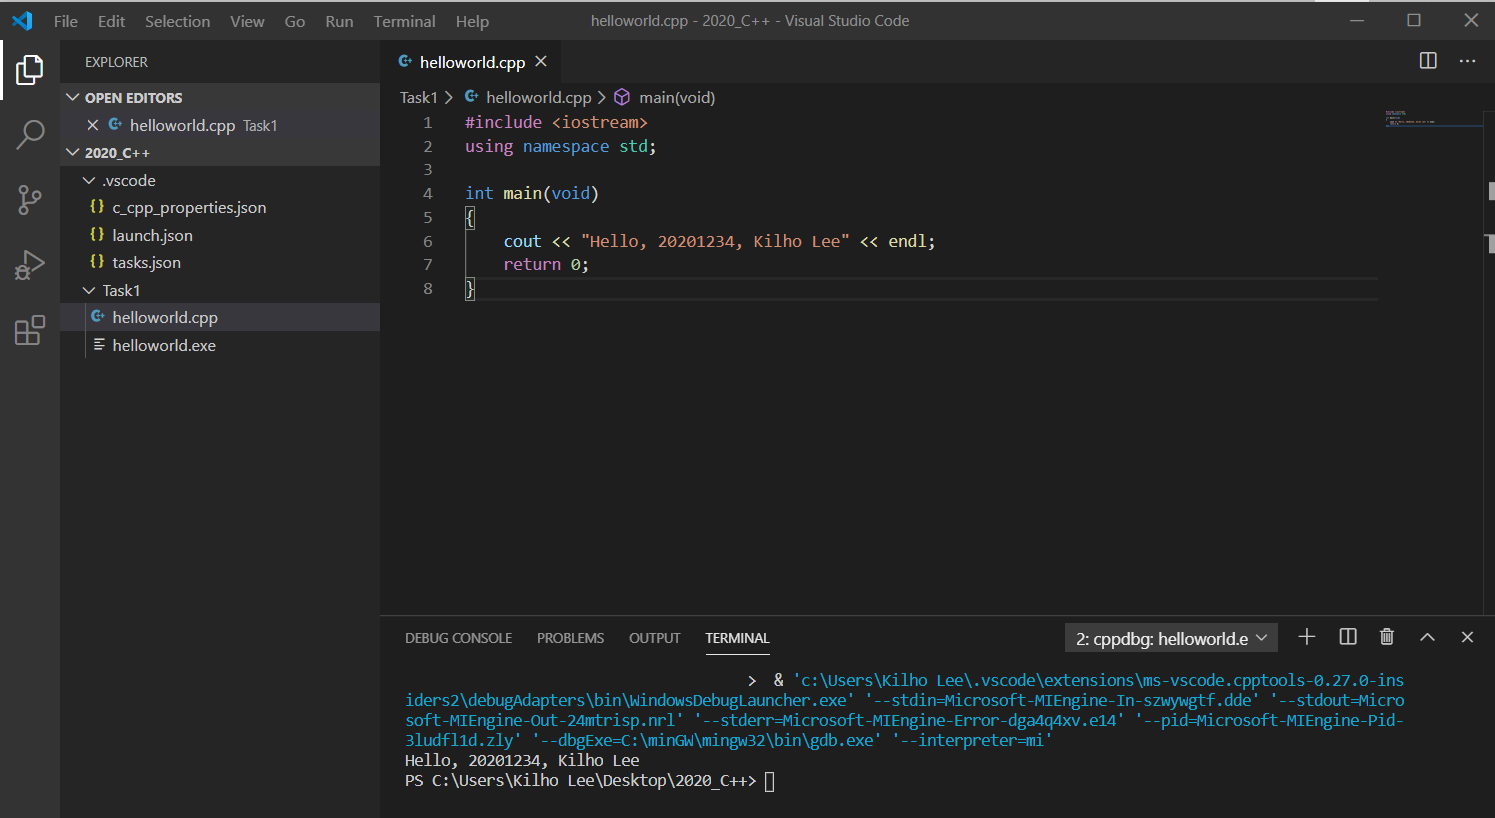 File Edit Selection View Go Run Terminal Help helloworld.cpp - 2020_C++ - Visual Studio Code
EXPLORER
OPEN EDITORS
helloworld.cpp Task1
2020_C++
.vscode
c_cpp_properties.json
launch.json
tasks.json
Task1
helloworld.cpp
helloworld.exe
helloworld.cpp
Task1 > helloworld.cpp > main(void)
1 #include <iostream>
2 using namespace std;
3
4 int main(void)
5 {
6 cout << "Hello, 20201234, Kilho Lee" << endl;
7 return 0;
8 }
DEBUG CONSOLE PROBLEMS OUTPUT TERMINAL 2: cppdbg: helloworld.e
> & 'c:\Users\Kilho Lee\.vscode\extensions\ms-vscode.cpptools-0.27.0-ins
iders2\debugAdapters\bin\WindowsDebugLauncher.exe' '--stdin=Microsoft-MIEngine-In-szwywgtf.dde' '--stdout=Micro
soft-MIEngine-Out-24mtrisp.nrl' '--stderr=Microsoft-MIEngine-Error-dga4q4xv.e14' '--pid=Microsoft-MIEngine-Pid-
3ludfl1d.zly' '--dbgExe=C:\minGW\mingw32\bin\gdb.exe' '--interpreter=mi'
Hello, 20201234, Kilho Lee
PS C:\Users\Kilho Lee\Desktop\2020_C++>